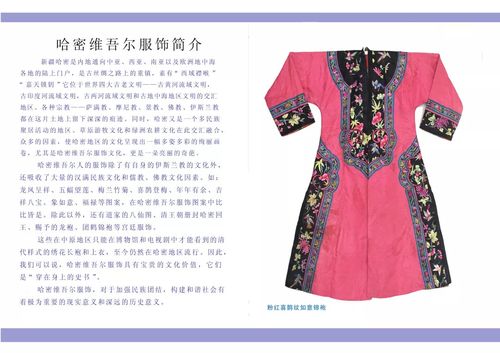 哈密维吾尔服饰简介
新疆哈密是内地通向中亚、西亚、南亚以及欧洲地中海
各地的陆上门户，是古丝绸之路上的重镇，素有“西域襟喉”
“嘉天锁钥”它位于世界四大古老文明——古黄河流域文明、
古印度河流域文明、古两河流域文明和古地中海地区文明的交汇
地区。各种宗教——萨满教、摩尼教、景教、佛教、伊斯兰教
都在这片土地上留下深深的痕迹。同时，哈密又是一个多民族
聚居活动的地区，草原游牧文化和绿洲农耕文化在此交汇融合。
众多的因素，使哈密地区的文化呈现出一幅多姿多彩的绚丽画
卷，尤其是哈密维吾尔服饰文化，更是一朵亮丽的奇葩。
哈密维吾尔人的服饰除了有自身的伊斯兰教的文化外，
还吸收了大量的汉满民族文化和儒教、佛教文化因素。如：
龙凤呈祥、五蝠望莲、梅兰竹菊、喜鹊登梅、年年有余、吉
祥八宝、象如意、福禄等图案，在哈密维吾尔服饰图案中比
比皆是。除此以外，还有道家的八仙图、清王朝册封哈密回
王、赐予的龙袍、团鹤锦袍等宫廷服饰。
这些在中原地区只能在博物馆和电视剧中才能看到的清
代样式的绣花长袍和上衣，至今仍然在哈密地区流行。因此，
我们可以说，哈密维吾尔服饰具有宝贵的文化价值，它们
是“穿在身上的史书”。
哈密维吾尔服饰，对于加强民族团结，构建和谐社会有
着极为重要的现实意义和深远的历史意义。
粉红喜鹊纹如意锦袍